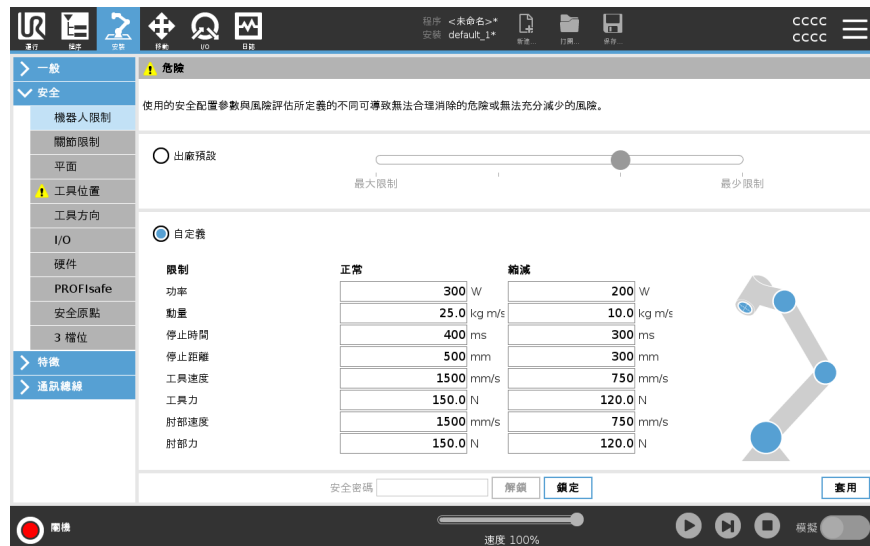 UR
運行 程序 安裝 移動 I/O 日誌
程序 <未命名>*
安裝 default_1*
新建... 打開... 保存...
cccc
cccc
一般
安全
機器人限制
關節限制
平面
工具位置
工具方向
I/O
硬件
PROFIsafe
安全原點
3 檔位
特徵
通訊總線
危險
使用的安全配置參數與風險評估所定義的不同可導致無法合理消除的危險或無法充分減少的風險。
出廠預設
最大限制 最少限制
自定義
限制 正常 縮減
功率 300 W 200 W
動量 25.0 kg m/s 10.0 kg m/s
停止時間 400 ms 300 ms
停止距離 500 mm 300 mm
工具速度 1500 mm/s 750 mm/s
工具力 150.0 N 120.0 N
肘部速度 1500 mm/s 750 mm/s
肘部力 150.0 N 120.0 N
安全密碼 解鎖 鎖定 套用
關機
速度 100%
模擬